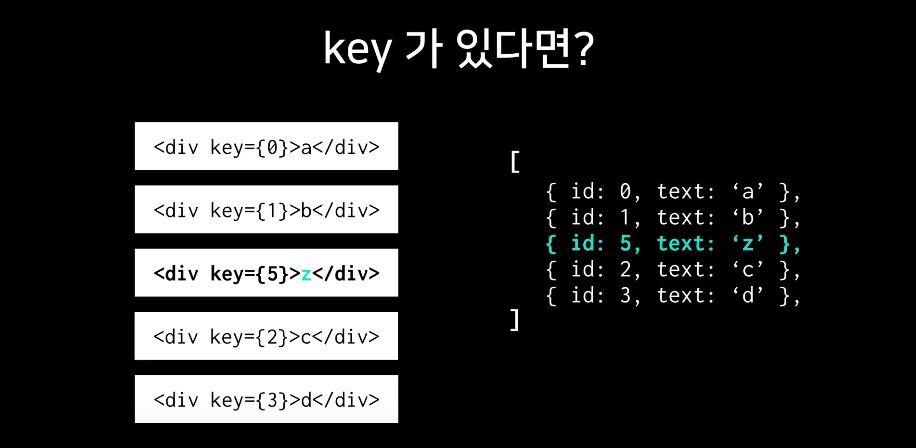 key 가 있다면?
<div key={0}>a</div>
<div key={1}>b</div>
<div key={5}>z</div>
<div key={2}>c</div>
<div key={3}>d</div>
[
{ id: 0, text: ‘a’ },
{ id: 1, text: ‘b’ },
{ id: 5, text: ‘z’ },
{ id: 2, text: ‘c’ },
{ id: 3, text: ‘d’ },
]